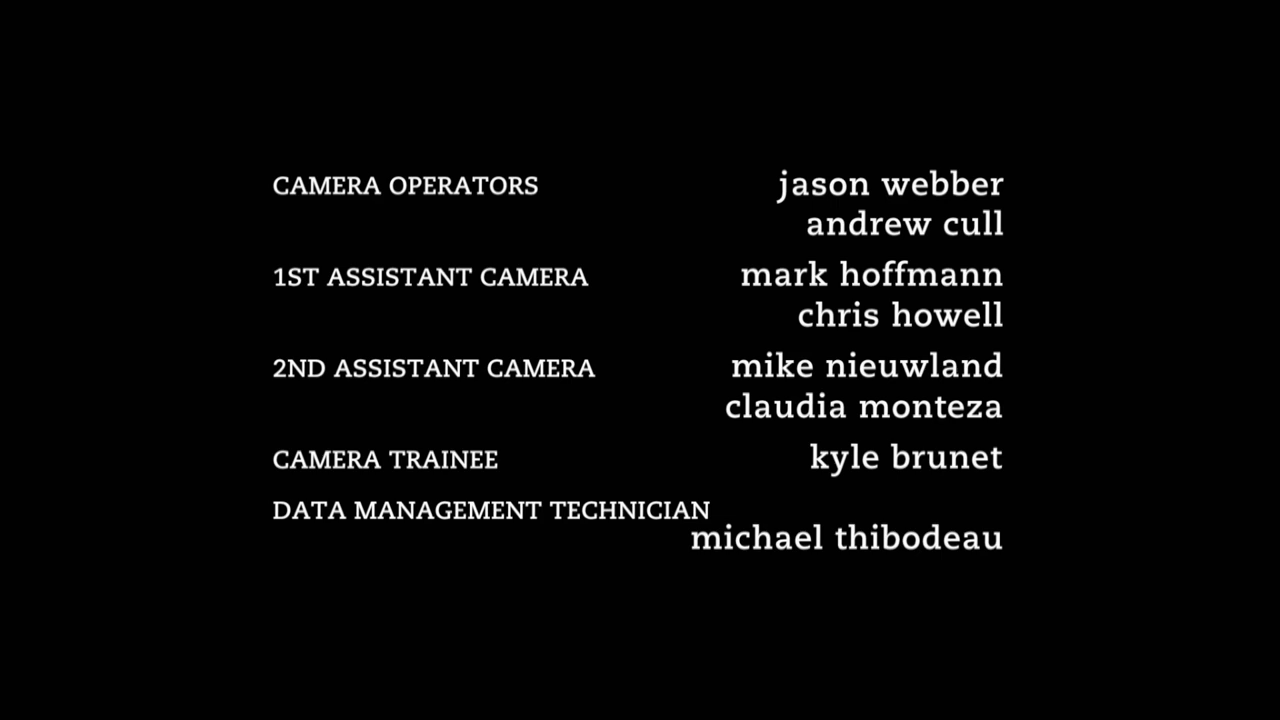 CAMERA OPERATORS jason webber
andrew cull
1ST ASSISTANT CAMERA mark hoffmann
chris howell
2ND ASSISTANT CAMERA mike nieuwland
claudia monteza
CAMERA TRAINEE kyle brunet
DATA MANAGEMENT TECHNICIAN
michael thibodeau